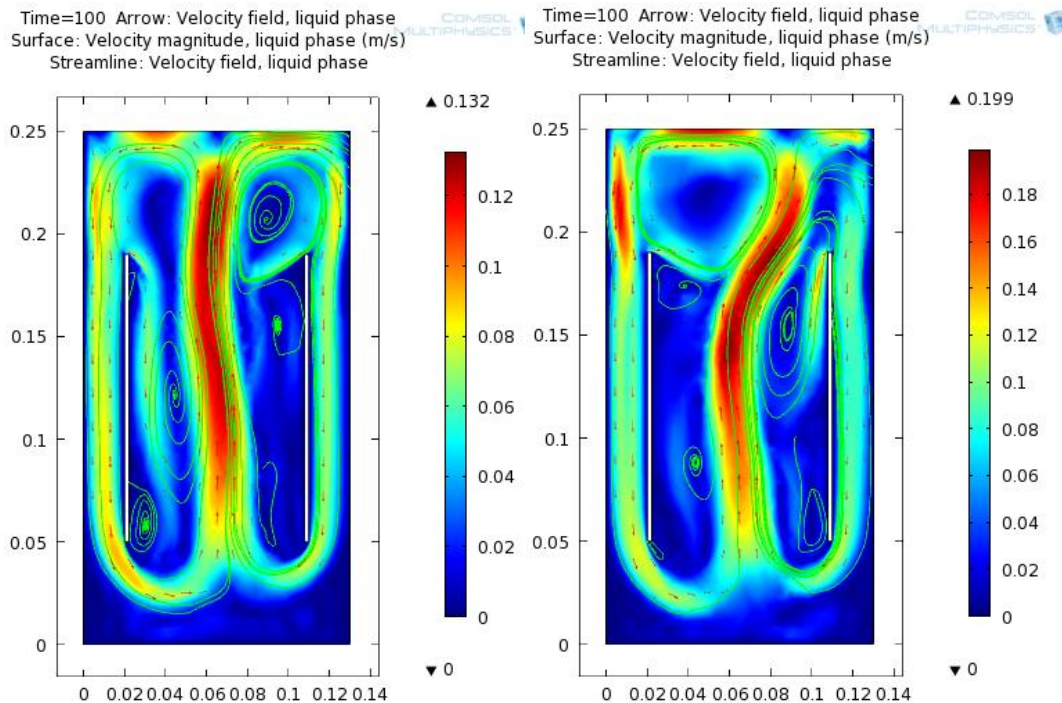 Time=100 Arrow: Velocity field, liquid phase
Surface: Velocity magnitude, liquid phase (m/s)
Streamline: Velocity field, liquid phase
COMSOL
MULTIPHYSICS
▲ 0.132
0.25
0.2
0.15
0.1
0.05
0
0 0.02 0.04 0.06 0.08 0.1 0.12 0.14
0.12
0.1
0.08
0.06
0.04
0.02
0
▼ 0
Time=100 Arrow: Velocity field, liquid phase
Surface: Velocity magnitude, liquid phase (m/s)
Streamline: Velocity field, liquid phase
COMSOL
MULTIPHYSICS
▲ 0.199
0.25
0.2
0.15
0.1
0.05
0
0 0.02 0.04 0.06 0.08 0.1 0.12 0.14
0.18
0.16
0.14
0.12
0.1
0.08
0.06
0.04
0.02
0
▼ 0